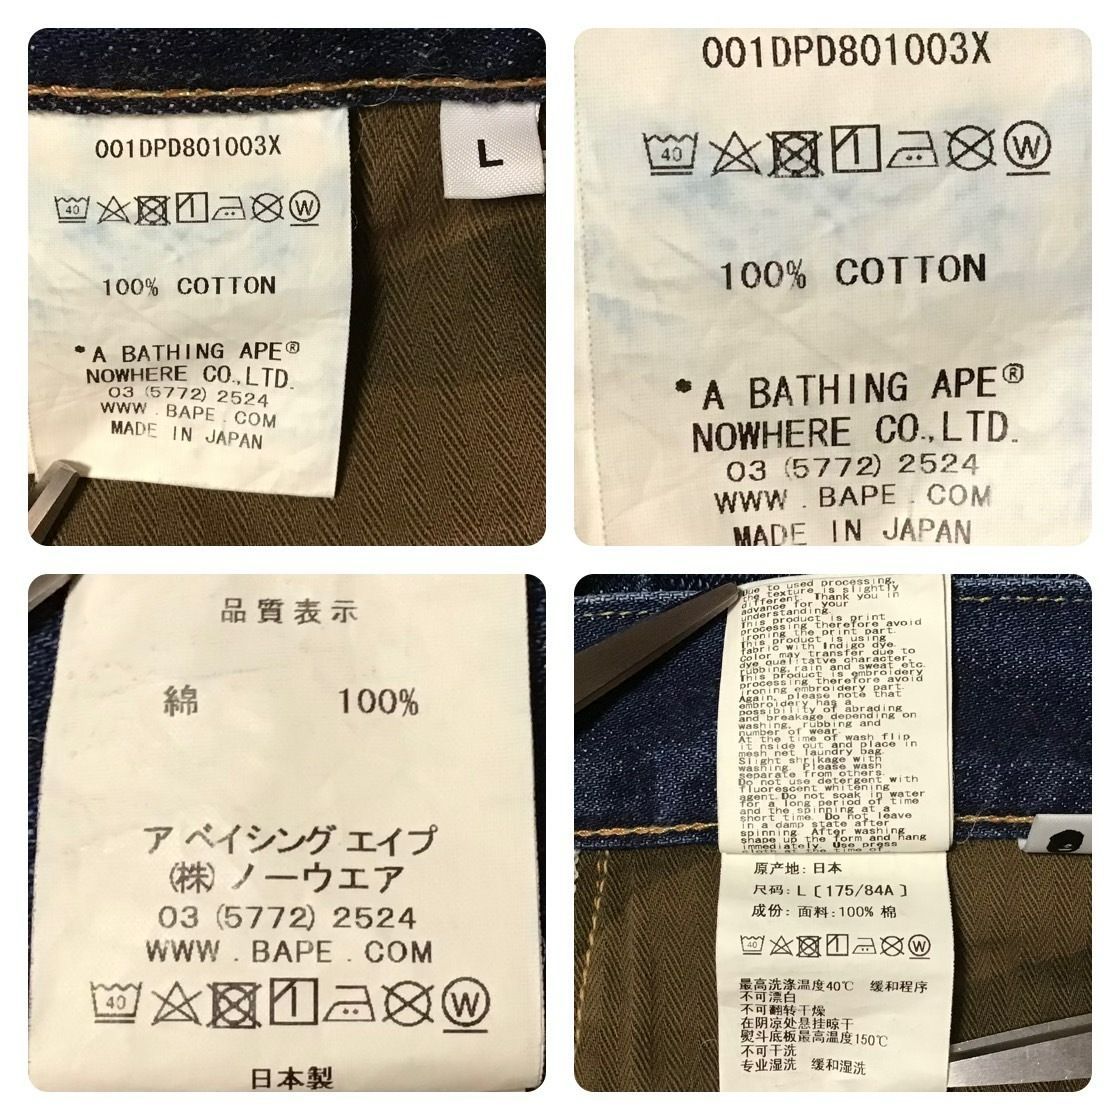 001DPD801003X
L
40 W
100% COTTON
*A BATHING APE®
NOWHERE CO.,LTD.
03 (5772) 2524
WWW . BAPE . COM
MADE IN JAPAN
001DPD801003X
40 W
100% COTTON
*A BATHING APE®
NOWHERE CO.,LTD.
03 (5772) 2524
WWW . BAPE . COM
MADE IN JAPAN
品質表示
綿 100%
ア ベイシング エイプ
(株) ノーウエア
03 (5772) 2524
WWW . BAPE . COM
40 W
日本製
Due to used processing,
the texture is slightly
different. Thank you in
advance for your
understanding.
This product is print
processing therefore avoid
ironing the print part.
This product is using
fabric with Indigo dye.
Color may transfer due to
dye qualitatve character,
rubbing,rain and sweat etc.
This product is embroidery
processing therefore avoid
ironing embroidery part.
Again, please note that
embroidery has a
possibility of abrading
and breakage depending on
washing, rubbing and
number of wear.
At the time of wash flip
it nside out and place in
mesh net laundry bag.
Slight shrikage with
washing. Please wash
separate from others.
Do not use detergent with
fluorescent whitening
agent.Do not soak in water
for a long period of time
and the spinning at a
short time. Do not leave
in a damp state after
spinning. After washing
shape up the form and hang
immediately. Use press
cloth at the time of
原产地: 日本
尺码: L (175/84A)
成份: 面料:100% 棉
40 W
最高洗涤温度40℃ 缓和程序
不可漂白
不可翻转干燥
在阴凉处悬挂晾干
熨斗底板最高温度150℃
不可干洗
专业湿洗 缓和湿洗